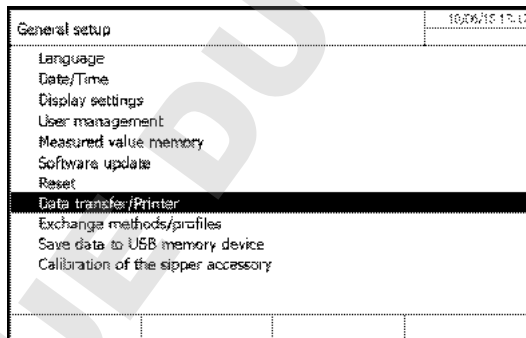 General setup
Language
Date/Time
Display settings
User management
Measured value memory
Software update
Reset
Data transfer/Printer
Exchange methods/profiles
Save data to USB memory device
Calibration of the sipper accessory